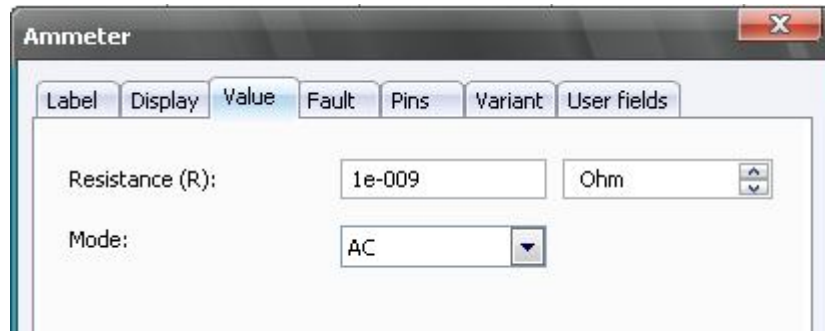 Ammeter
Label Display Value Fault Pins Variant User fields
Resistance (R): 1e-009 Ohm
Mode: AC